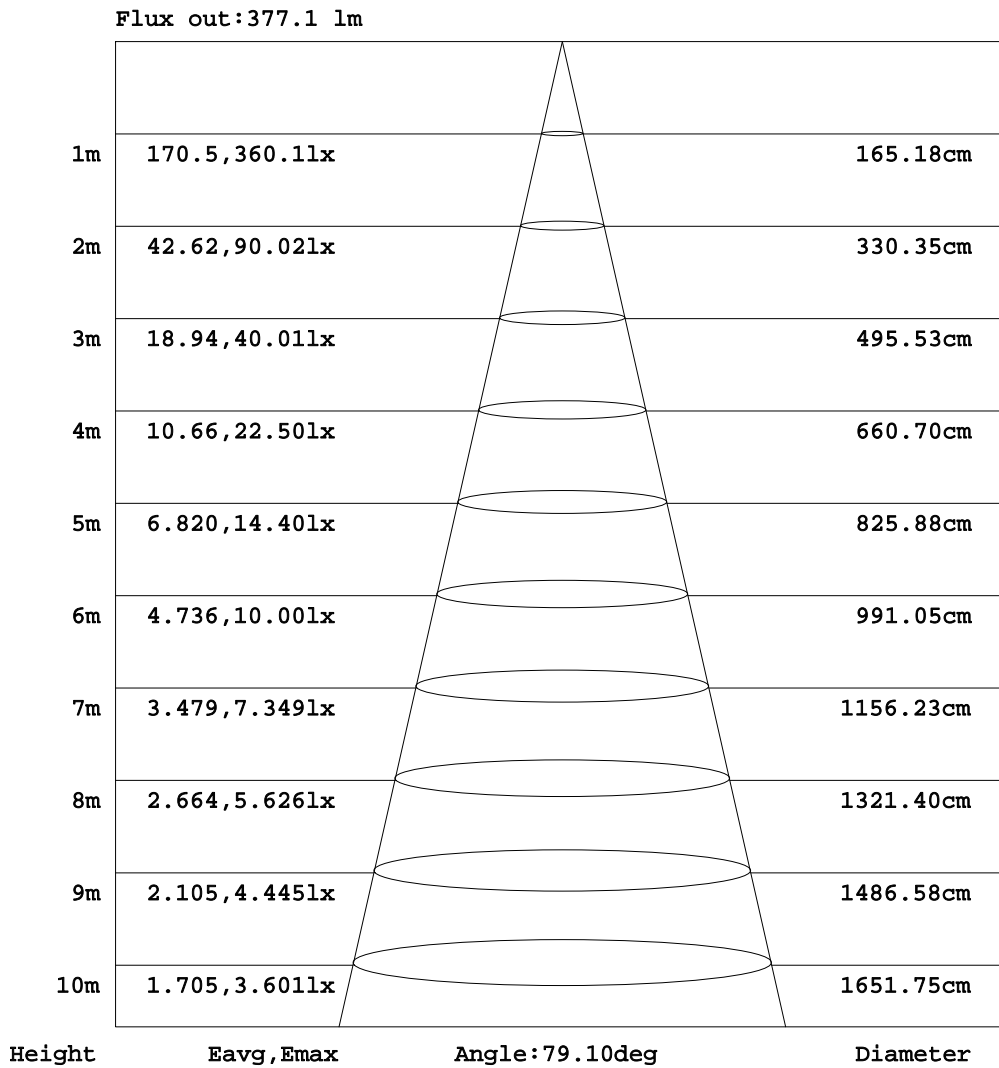 Flux out:377.1 lm
1m 170.5,360.1lx 165.18cm
2m 42.62,90.02lx 330.35cm
3m 18.94,40.01lx 495.53cm
4m 10.66,22.50lx 660.70cm
5m 6.820,14.40lx 825.88cm
6m 4.736,10.00lx 991.05cm
7m 3.479,7.349lx 1156.23cm
8m 2.664,5.626lx 1321.40cm
9m 2.105,4.445lx 1486.58cm
10m 1.705,3.601lx 1651.75cm
Height Eavg,Emax Angle:79.10deg Diameter